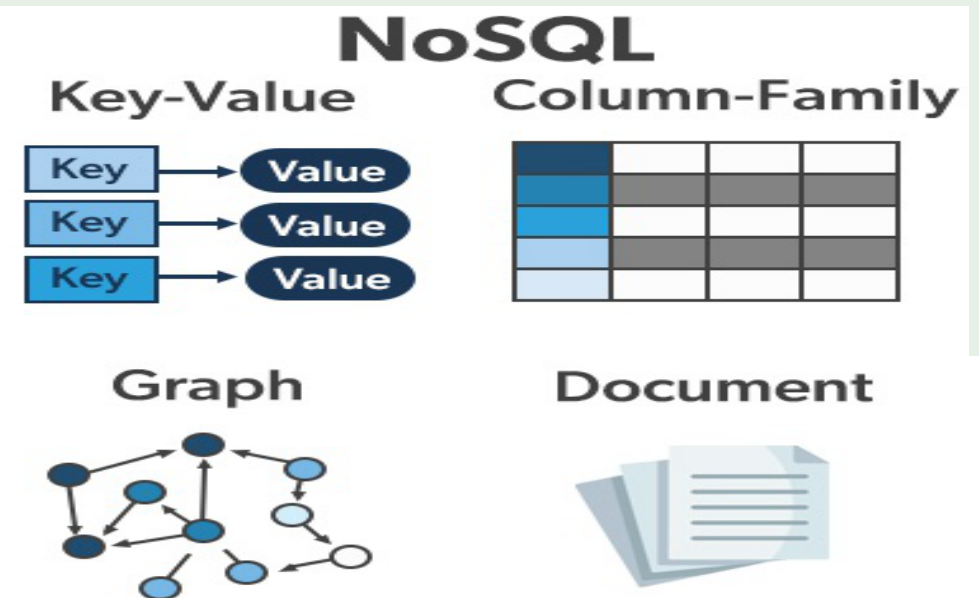 NoSQL
Key-Value
Column-Family
Key
Value
Key
Value
Key
Value
Graph
Document